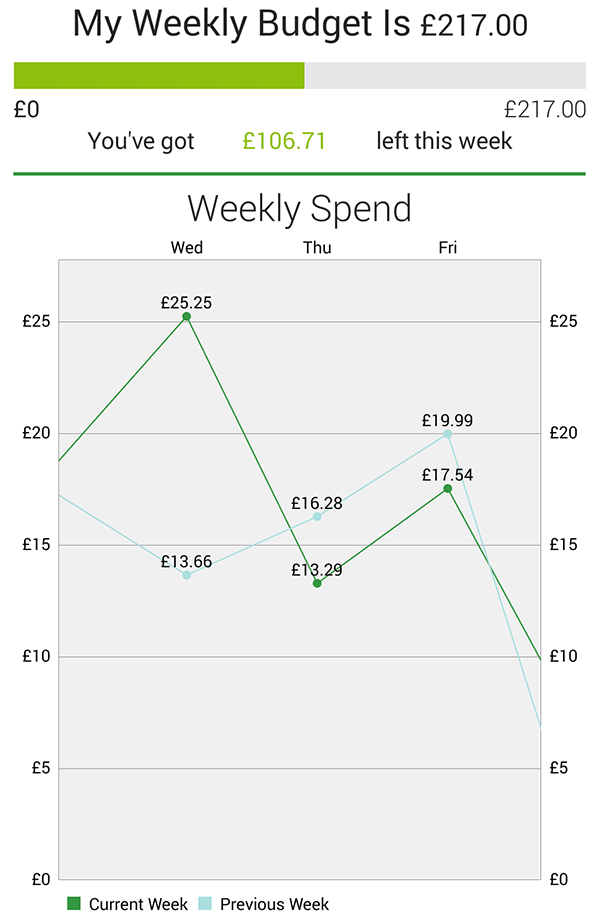 My Weekly Budget Is £217.00
£0 £217.00
You've got £106.71 left this week
Weekly Spend
Wed Thu Fri
£25.25
£25 £25
£19.99
£20 £20
£17.54
£16.28
£15 £15
£13.66 £13.29
£10 £10
£5 £5
£0 £0
Current Week Previous Week